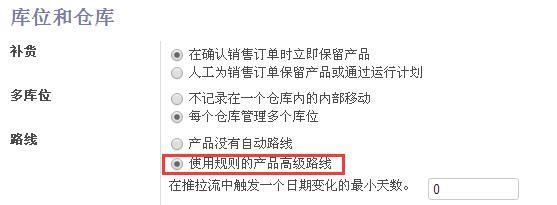 库位和仓库
补货
在确认销售订单时立即保留产品
人工为销售订单保留产品或通过运行计划
多库位
不记录在一个仓库内的内部移动
每个仓库管理多个库位
路线
产品没有自动路线
使用规则的产品高级路线
在推拉流中触发一个日期变化的最小天数。 0